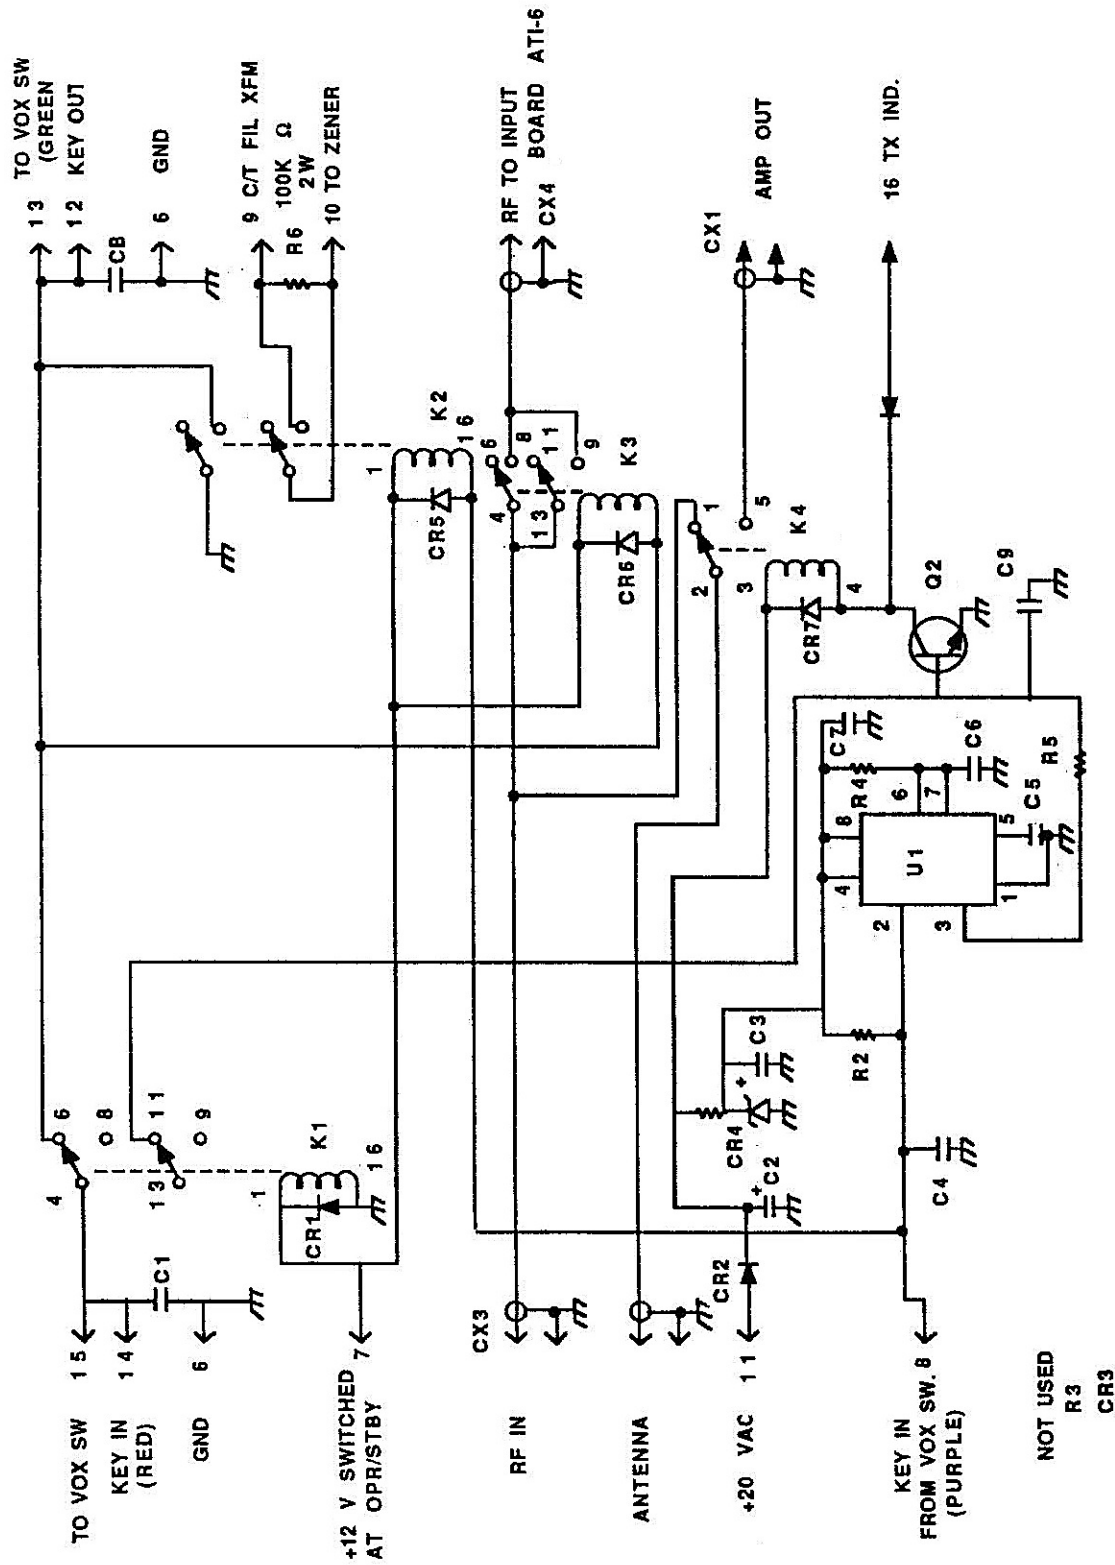 TO VOX SW 15
KEY IN 14
(RED)
GND 6
+12 V SWITCHED 7
AT OPR/STBY
CX3
RF IN
ANTENNA
+20 VAC 11
KEY IN
FROM VOX SW. 8
(PURPLE)
NOT USED
R3
CR3
C1
4
6
8
13
11
9
1
K1
16
CR1
CR2
C2
+
CR4
+
C3
C4
R2
2
3
4
8
U1
1
5
6
7
R4
C7
C6
C5
R5
C9
Q2
CR7
3
4
K4
2
1
5
CR6
K3
4
6
8
13
11
9
CR5
1
K2
16
13 TO VOX SW
(GREEN)
12 KEY OUT
CB
6 GND
9 C/T FIL XFM
R6
100K Ω
2W
10 TO ZENER
RF TO INPUT
BOARD ATI-6
CX4
CX1
AMP OUT
16 TX IND.